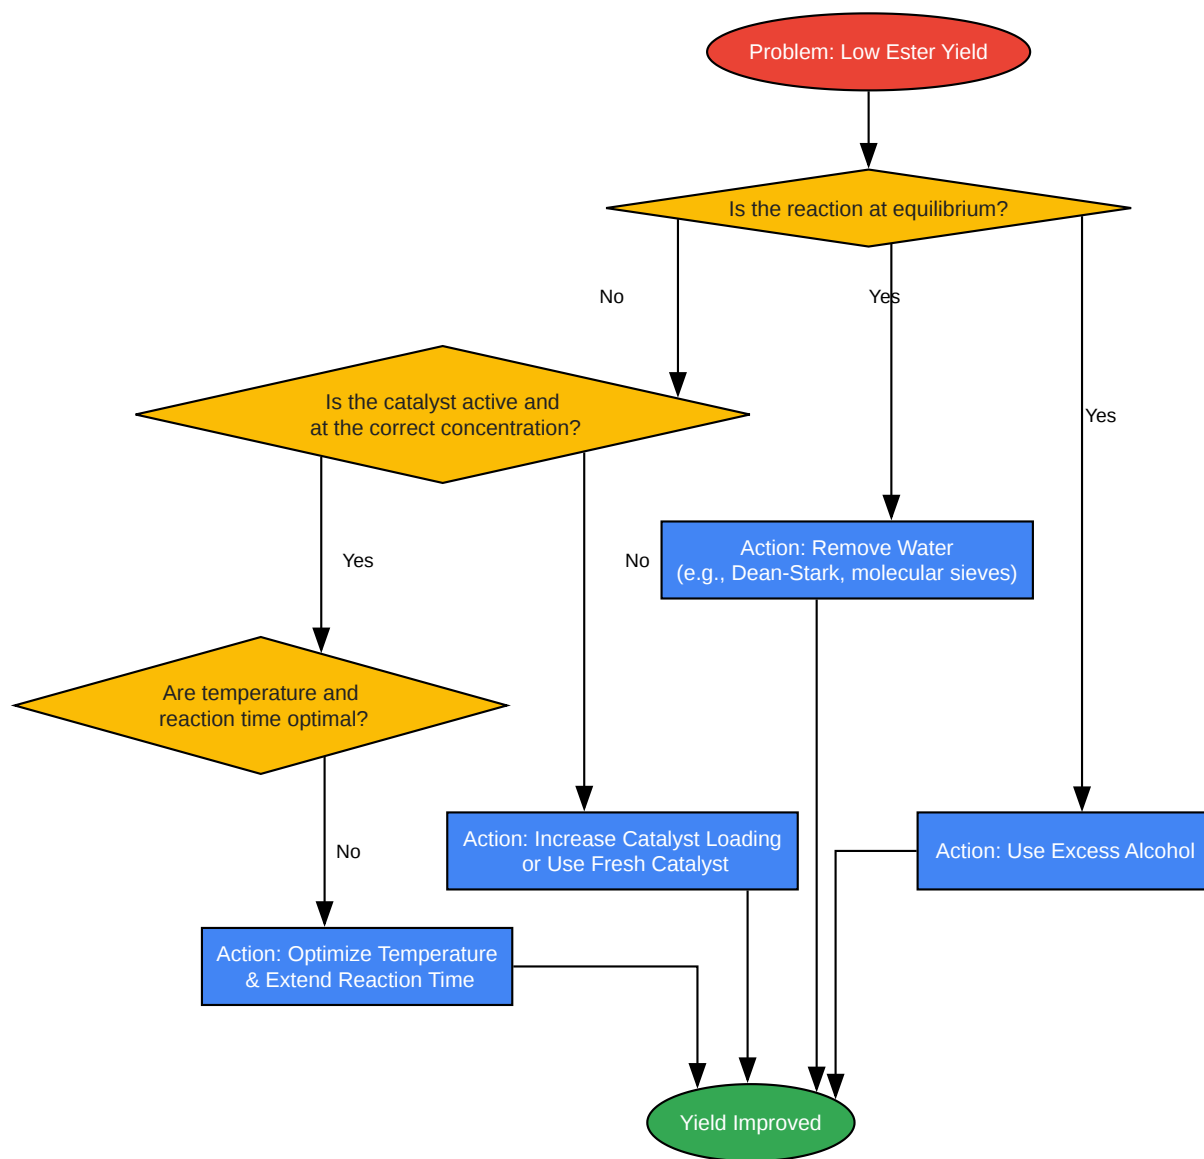 Problem: Low Ester Yield
Is the reaction at equilibrium?
No
Yes
Is the catalyst active and
at the correct concentration?
Yes
Action: Remove Water
(e.g., Dean-Stark, molecular sieves)
Yes
No
Are temperature and
reaction time optimal?
Action: Increase Catalyst Loading
or Use Fresh Catalyst
Action: Use Excess Alcohol
No
Action: Optimize Temperature
& Extend Reaction Time
Yield Improved